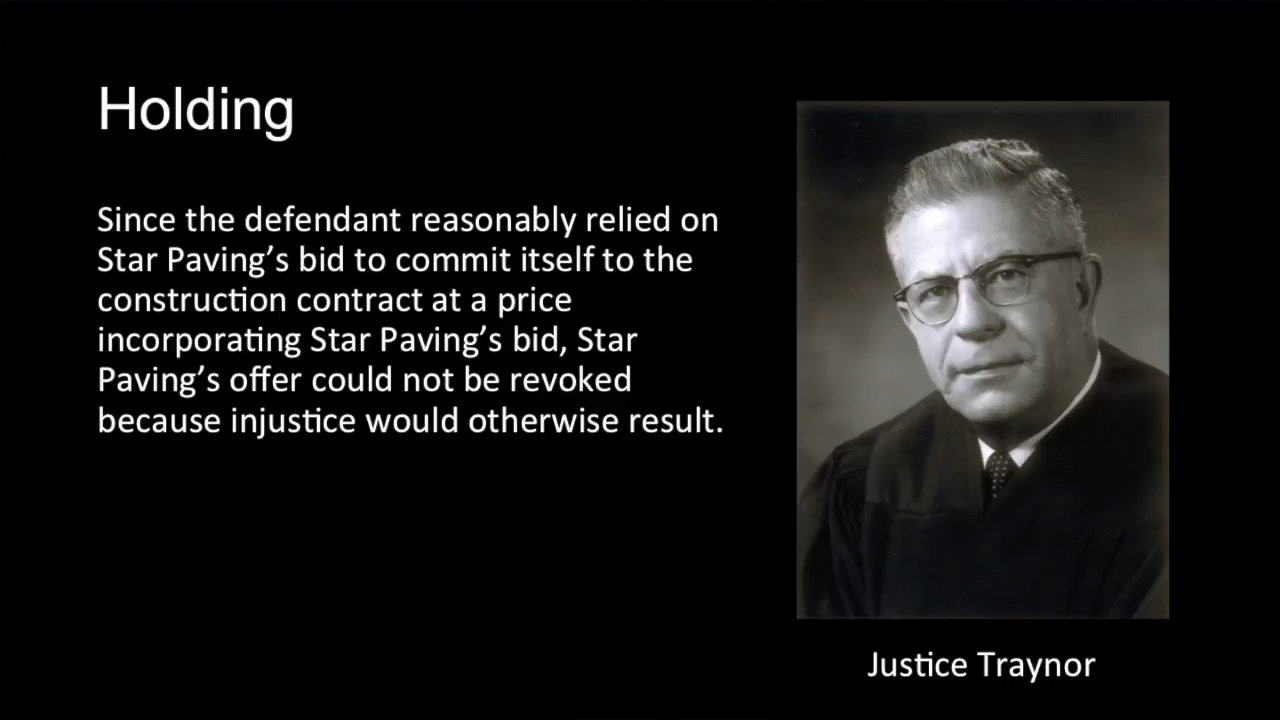 Holding
Since the defendant reasonably relied on
Star Paving’s bid to commit itself to the
construction contract at a price
incorporating Star Paving’s bid, Star
Paving’s offer could not be revoked
because injustice would otherwise result.
Justice Traynor